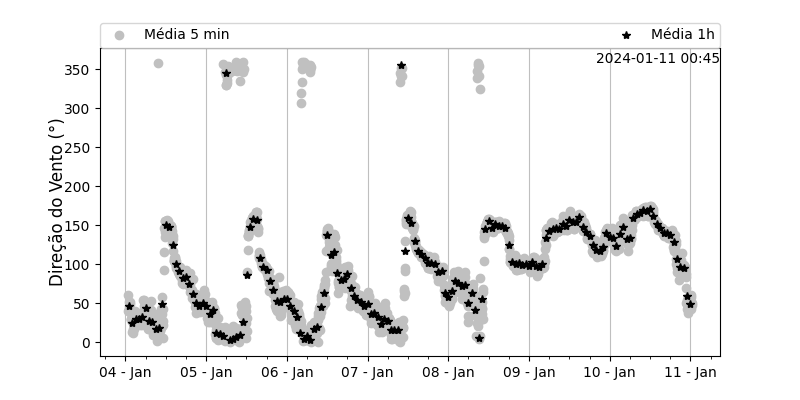 Média 5 min
Média 1h
2024-01-11 00:45
Direção do Vento (°)
350
300
250
200
150
100
50
0
04 - Jan
05 - Jan
06 - Jan
07 - Jan
08 - Jan
09 - Jan
10 - Jan
11 - Jan